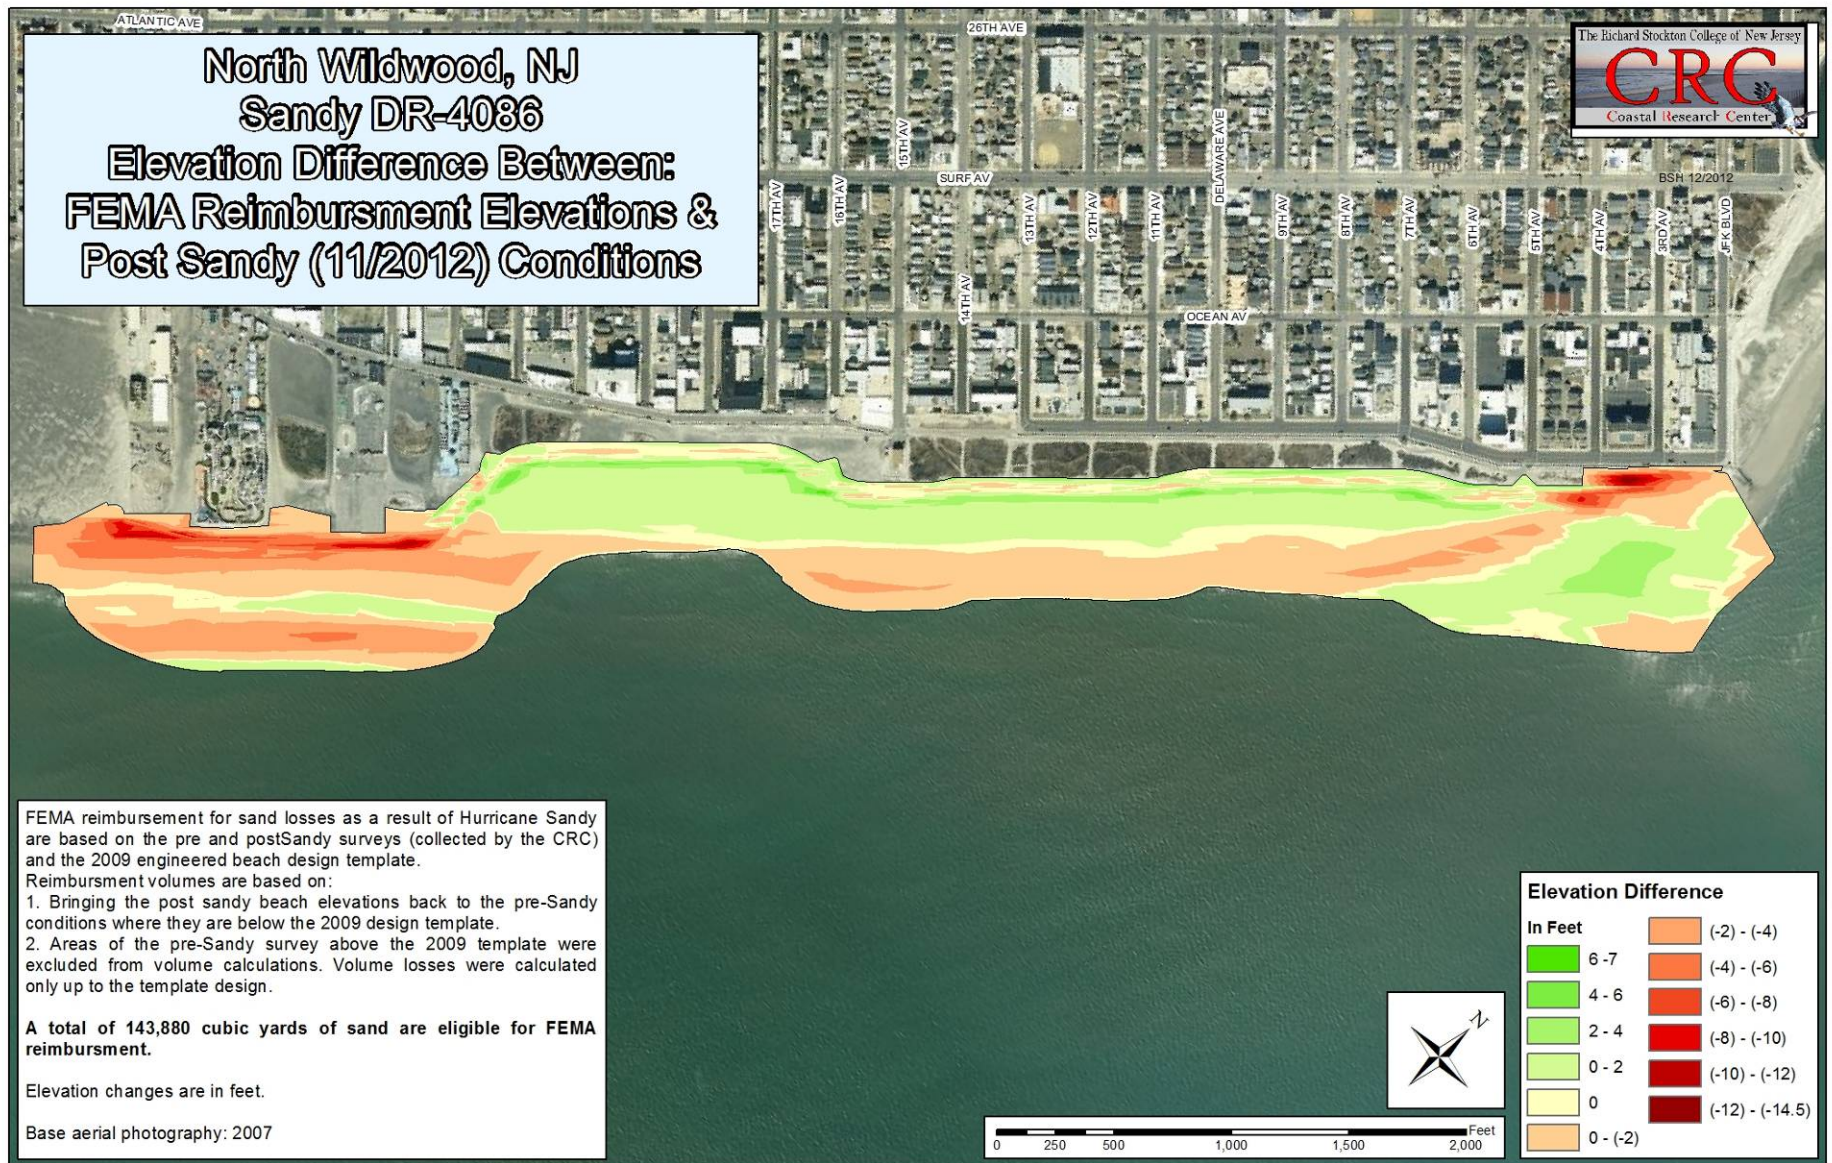 ATLANTIC AVE
26TH AVE
North Wildwood, NJ
Sandy DR-4086
Elevation Difference Between:
FEMA Reimbursment Elevations &
Post Sandy (11/2012) Conditions
The Richard Stockton College of New Jersey
CRC
Coastal Research Center
15TH AV
DELAWARE AVE
SURF AV
BSH 12/2012
17TH AV
16TH AV
13TH AV
12TH AV
11TH AV
9TH AV
8TH AV
7TH AV
6TH AV
5TH AV
4TH AV
3RD AV
JFK BLVD
14TH AV
OCEAN AV
FEMA reimbursement for sand losses as a result of Hurricane Sandy
are based on the pre and postSandy surveys (collected by the CRC)
and the 2009 engineered beach design template.
Reimbursment volumes are based on:
1. Bringing the post sandy beach elevations back to the pre-Sandy
conditions where they are below the 2009 design template.
2. Areas of the pre-Sandy survey above the 2009 template were
excluded from volume calculations. Volume losses were calculated
only up to the template design.
A total of 143,880 cubic yards of sand are eligible for FEMA
reimbursment.
Elevation changes are in feet.
Base aerial photography: 2007
N
Feet
0 250 500 1,000 1,500 2,000
Elevation Difference
In Feet
6 -7
4 - 6
2 - 4
0 - 2
0
0 - (-2)
(-2) - (-4)
(-4) - (-6)
(-6) - (-8)
(-8) - (-10)
(-10) - (-12)
(-12) - (-14.5)